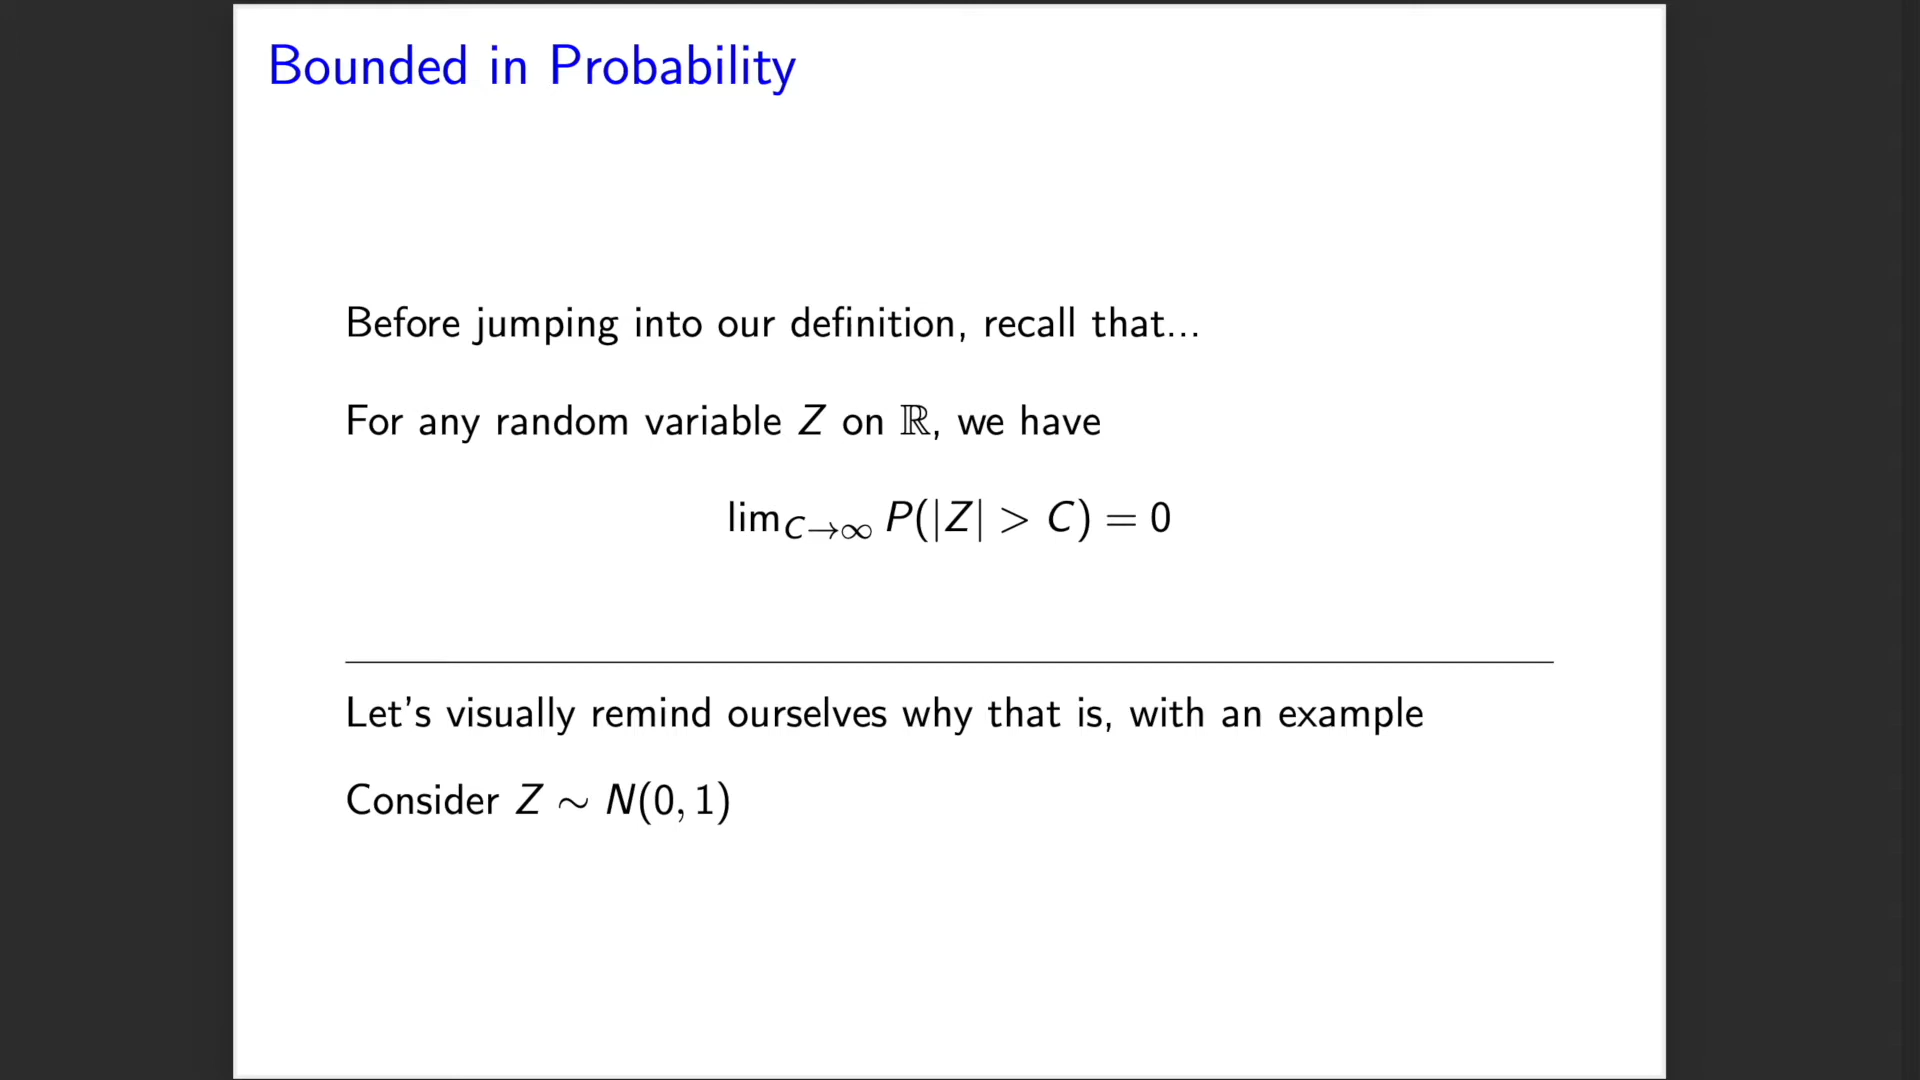 Bounded in Probability
Before jumping into our definition, recall that...
For any random variable Z on ℝ, we have
lim_{C→∞} P(|Z| > C) = 0
Let's visually remind ourselves why that is, with an example
Consider Z ∼ N(0, 1)